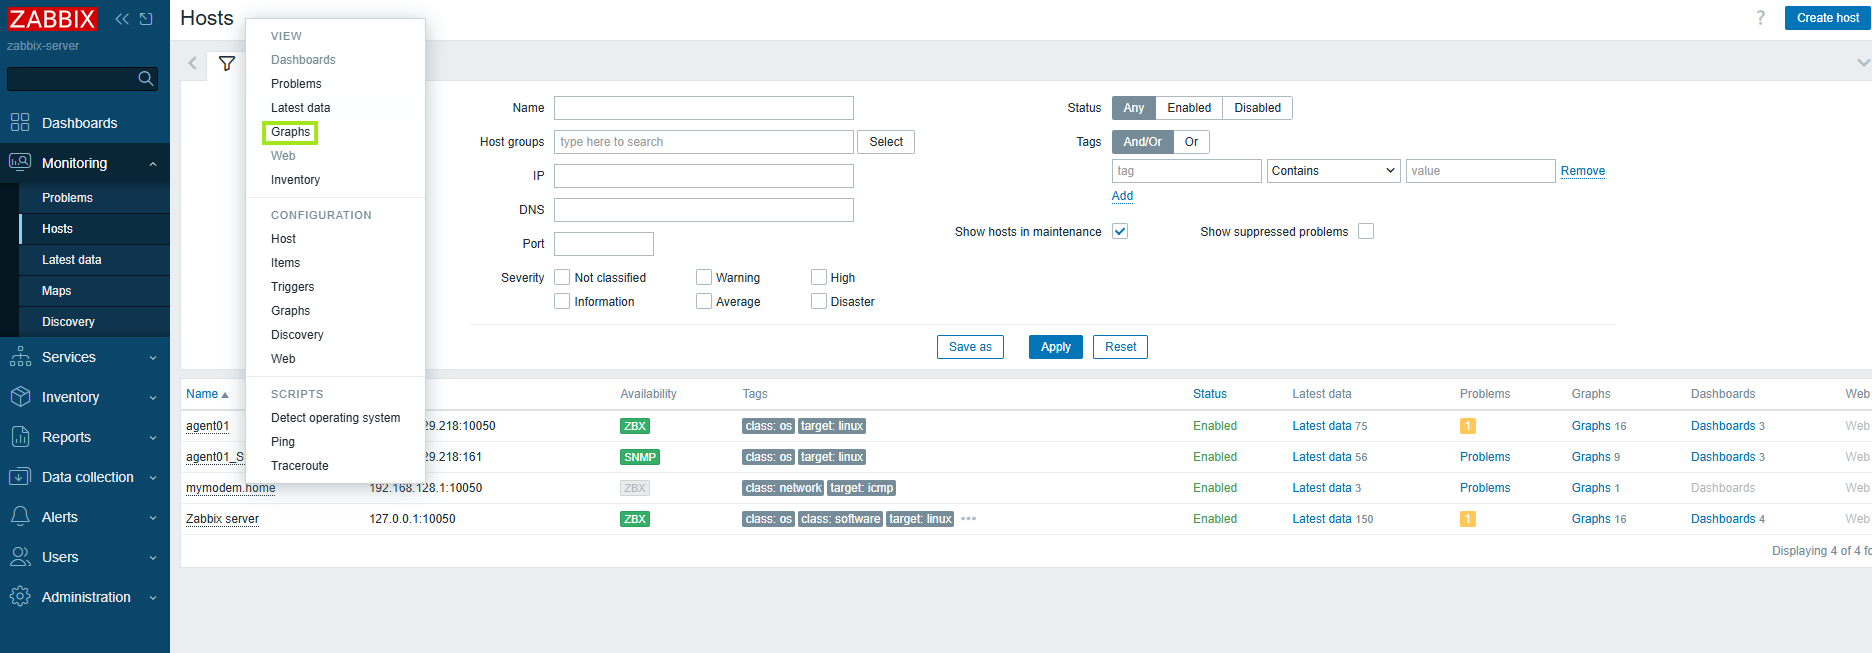 ZABBIX
zabbix-server
Dashboards
Monitoring
Problems
Hosts
Latest data
Maps
Discovery
Services
Inventory
Reports
Data collection
Alerts
Users
Administration
Hosts
? Create host
VIEW
Dashboards
Problems
Latest data
Graphs
Web
Inventory
CONFIGURATION
Host
Items
Triggers
Graphs
Discovery
Web
SCRIPTS
Detect operating system
Ping
Traceroute
Name
Host groups type here to search Select
IP
DNS
Port
Severity Not classified Warning High
Information Average Disaster
Status Any Enabled Disabled
Tags And/Or Or
tag Contains value Remove
Add
Show hosts in maintenance Show suppressed problems
Save as Apply Reset
Name Availability Tags Status Latest data Problems Graphs Dashboards Web
agent01 29.218:10050 ZBX class: os target: linux Enabled Latest data 75 1 Graphs 16 Dashboards 3 Web
agent01_S 29.218:161 SNMP class: os target: linux Enabled Latest data 56 Problems Graphs 9 Dashboards 3 Web
mymodem.home 192.168.128.1:10050 ZBX class: network target: icmp Enabled Latest data 3 Problems Graphs 1 Dashboards Web
Zabbix server 127.0.0.1:10050 ZBX class: os class: software target: linux ••• Enabled Latest data 150 1 Graphs 16 Dashboards 4 Web
Displaying 4 of 4 fo